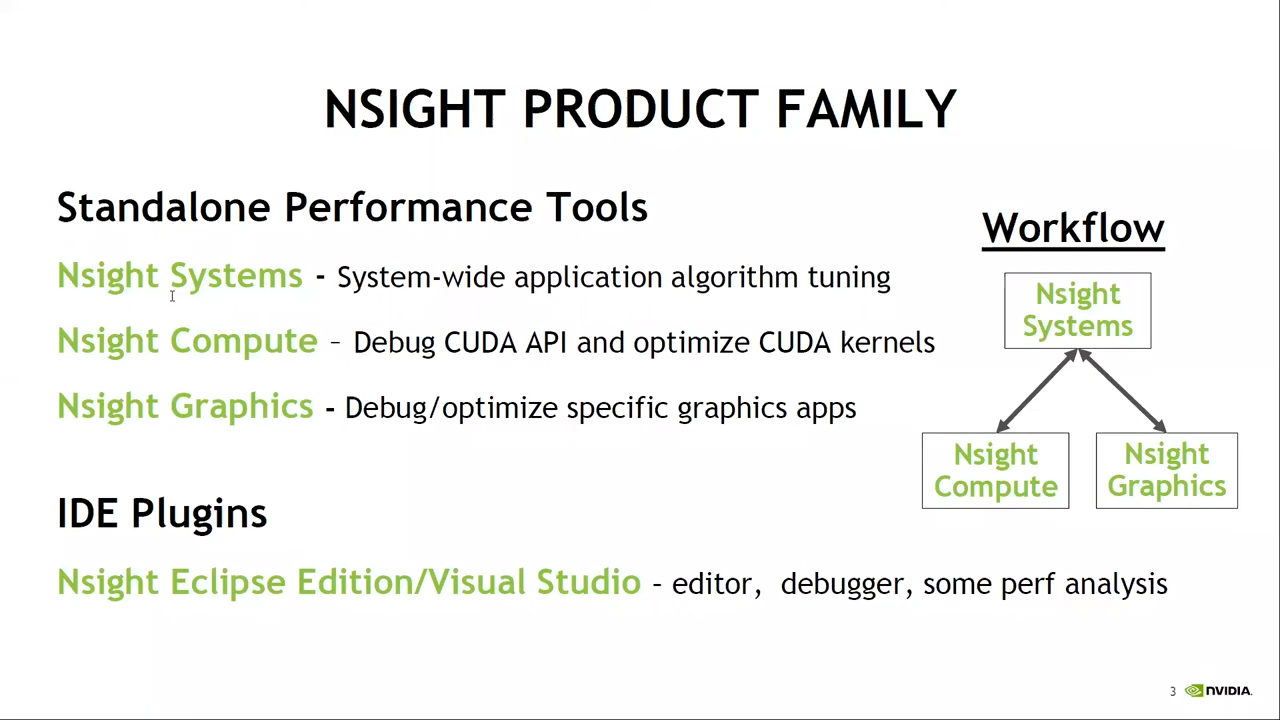 NSIGHT PRODUCT FAMILY
Standalone Performance Tools
Nsight Systems - System-wide application algorithm tuning
Nsight Compute – Debug CUDA API and optimize CUDA kernels
Nsight Graphics - Debug/optimize specific graphics apps
IDE Plugins
Nsight Eclipse Edition/Visual Studio – editor, debugger, some perf analysis
Workflow
Nsight
Systems
Nsight
Compute
Nsight
Graphics
3
NVIDIA.